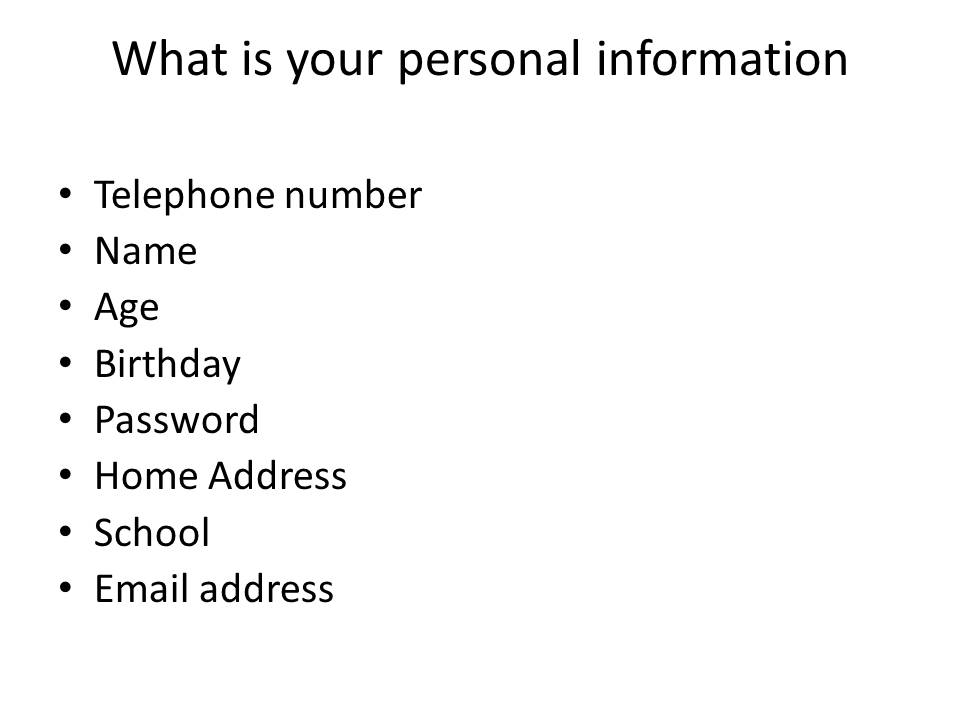 What is your personal information
• Telephone number
• Name
• Age
• Birthday
• Password
• Home Address
• School
• Email address